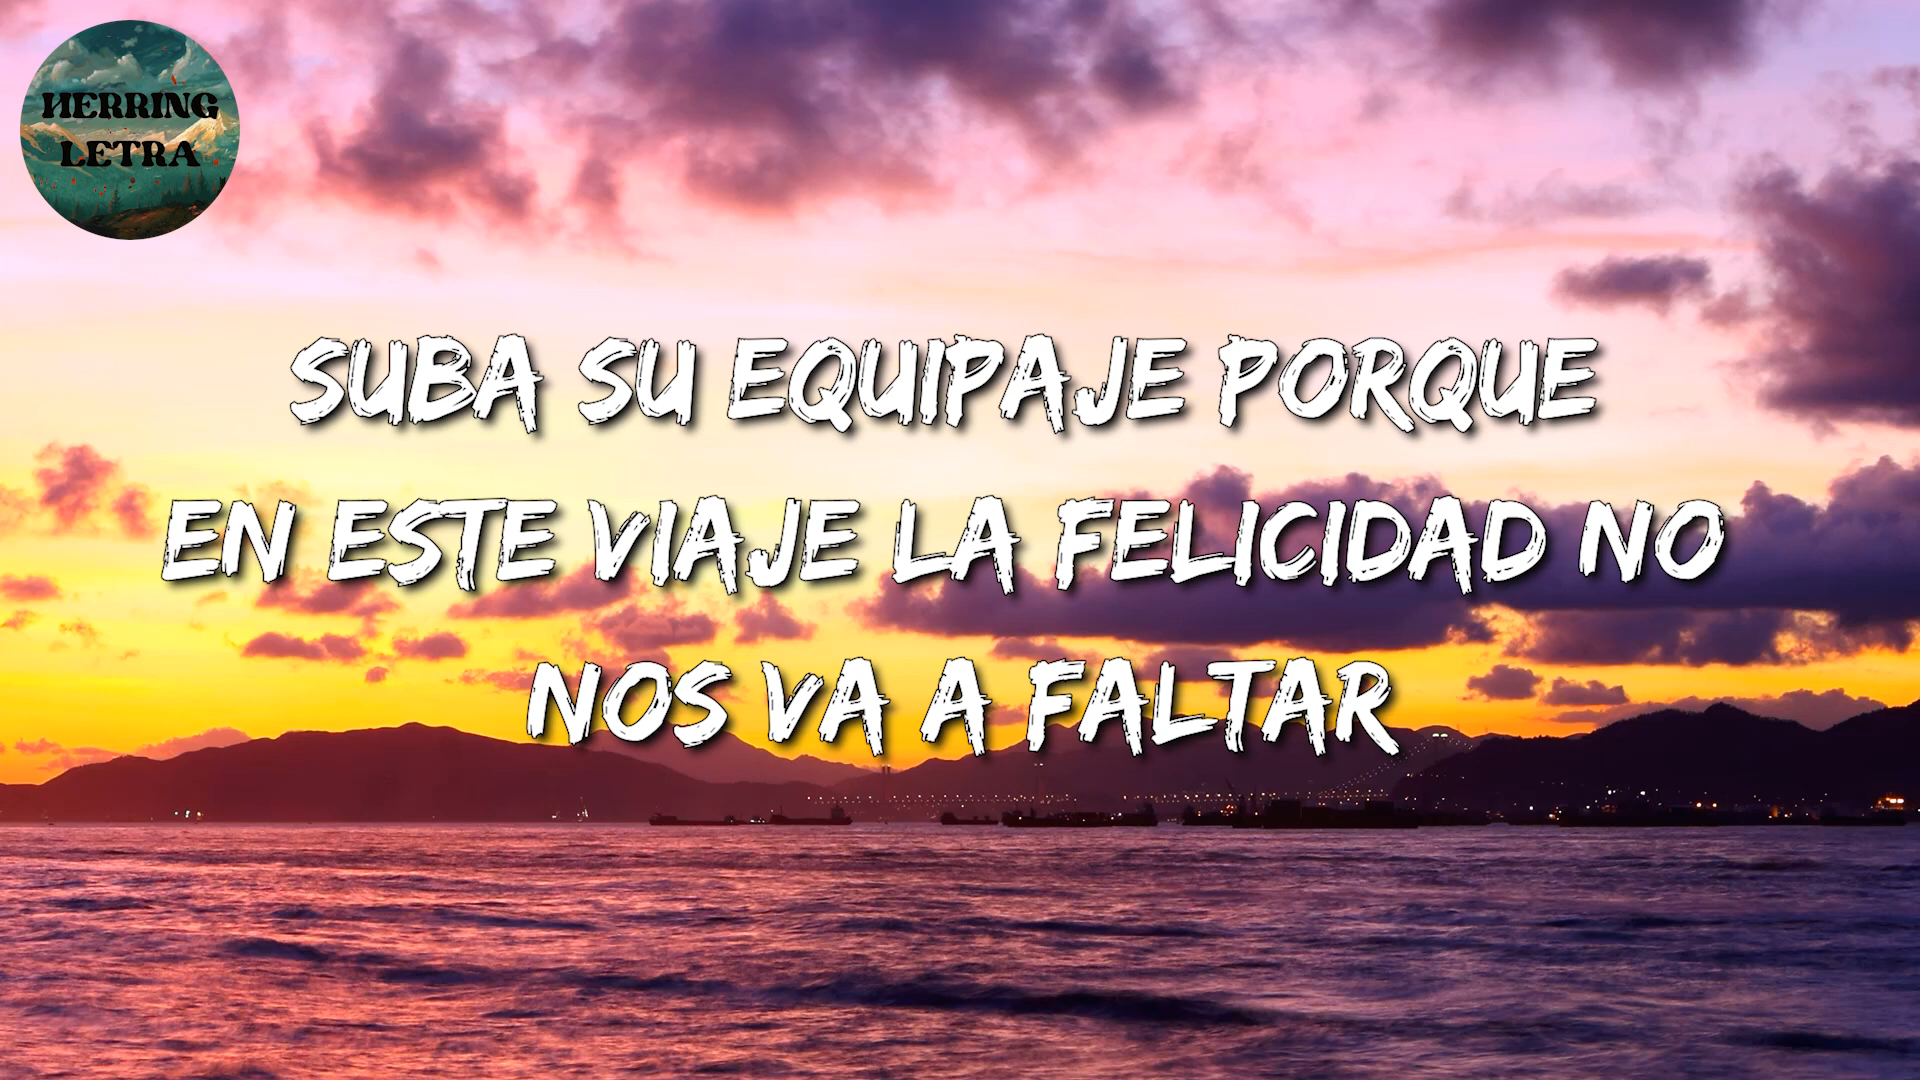 HERRING
LETRA
SUBA SU EQUIPAJE PORQUE
EN ESTE VIAJE LA FELICIDAD NO
NOS VA A FALTAR